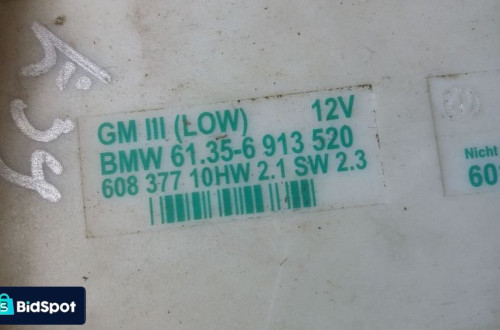 GM III (LOW) 12V
BMW 61.35-6 913 520
608 377 10HW 2.1 SW 2.3
Nicht
60
BidSpot